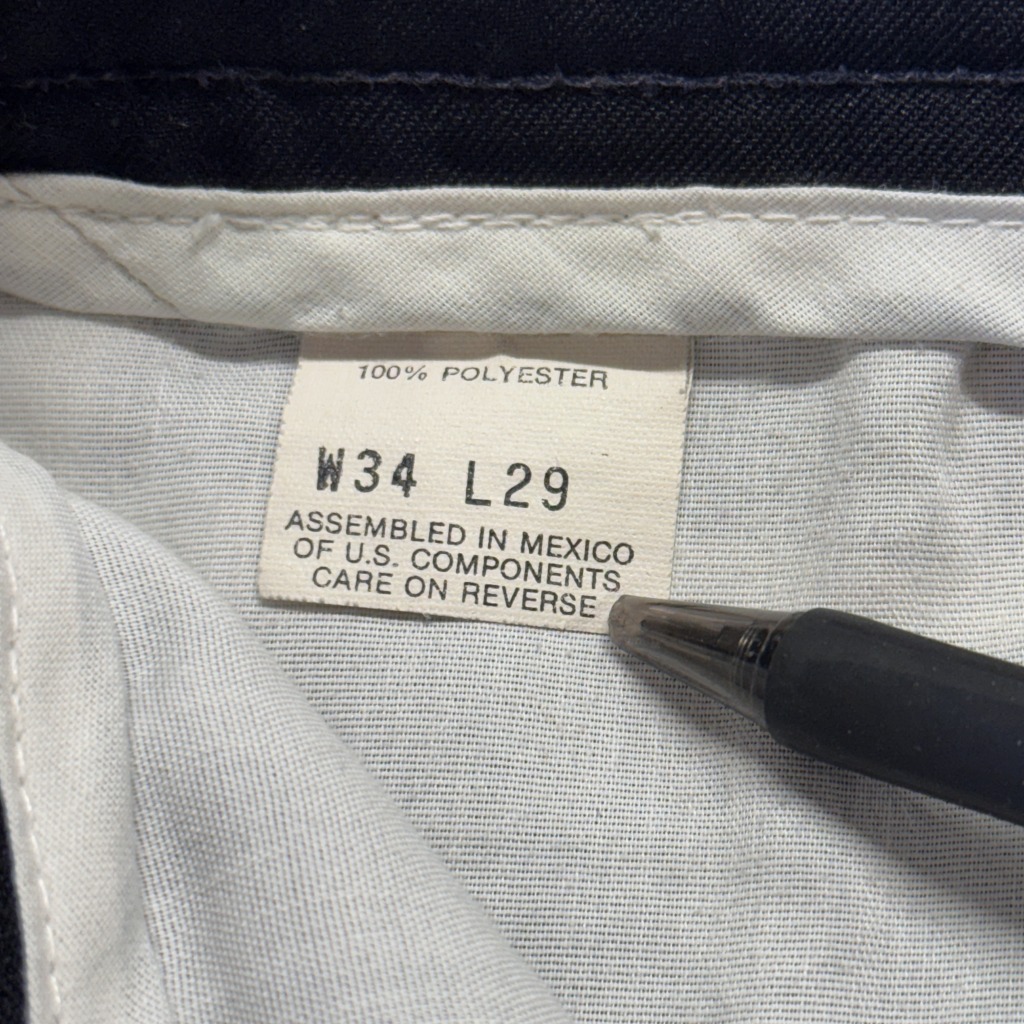 100% POLYESTER
W34 L29
ASSEMBLED IN MEXICO
OF U.S. COMPONENTS
CARE ON REVERSE